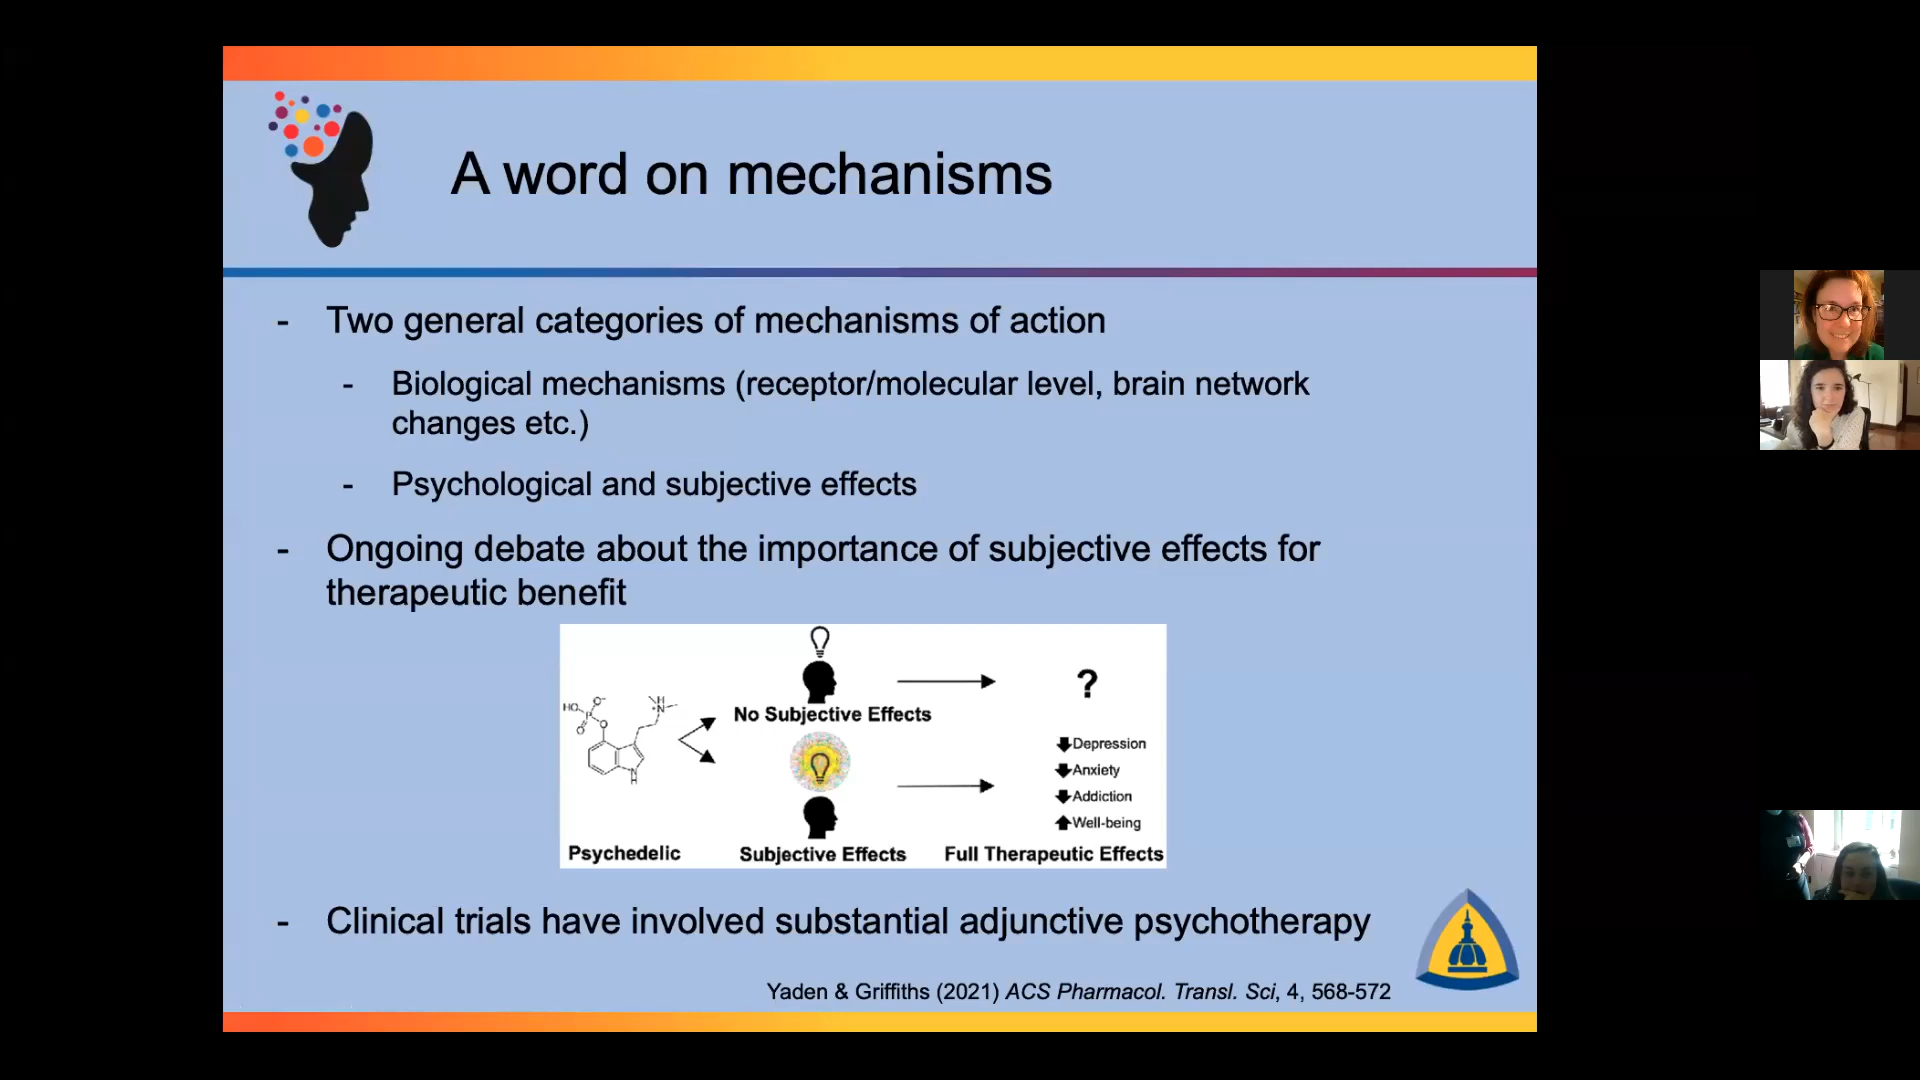 A word on mechanisms
- Two general categories of mechanisms of action
- Biological mechanisms (receptor/molecular level, brain network
changes etc.)
- Psychological and subjective effects
- Ongoing debate about the importance of subjective effects for
therapeutic benefit
?
No Subjective Effects
HO
P
O-
O
O
H
N
N
H
Depression
Anxiety
Addiction
Well-being
Psychedelic
Subjective Effects
Full Therapeutic Effects
- Clinical trials have involved substantial adjunctive psychotherapy
Yaden & Griffiths (2021) ACS Pharmacol. Transl. Sci, 4, 568-572